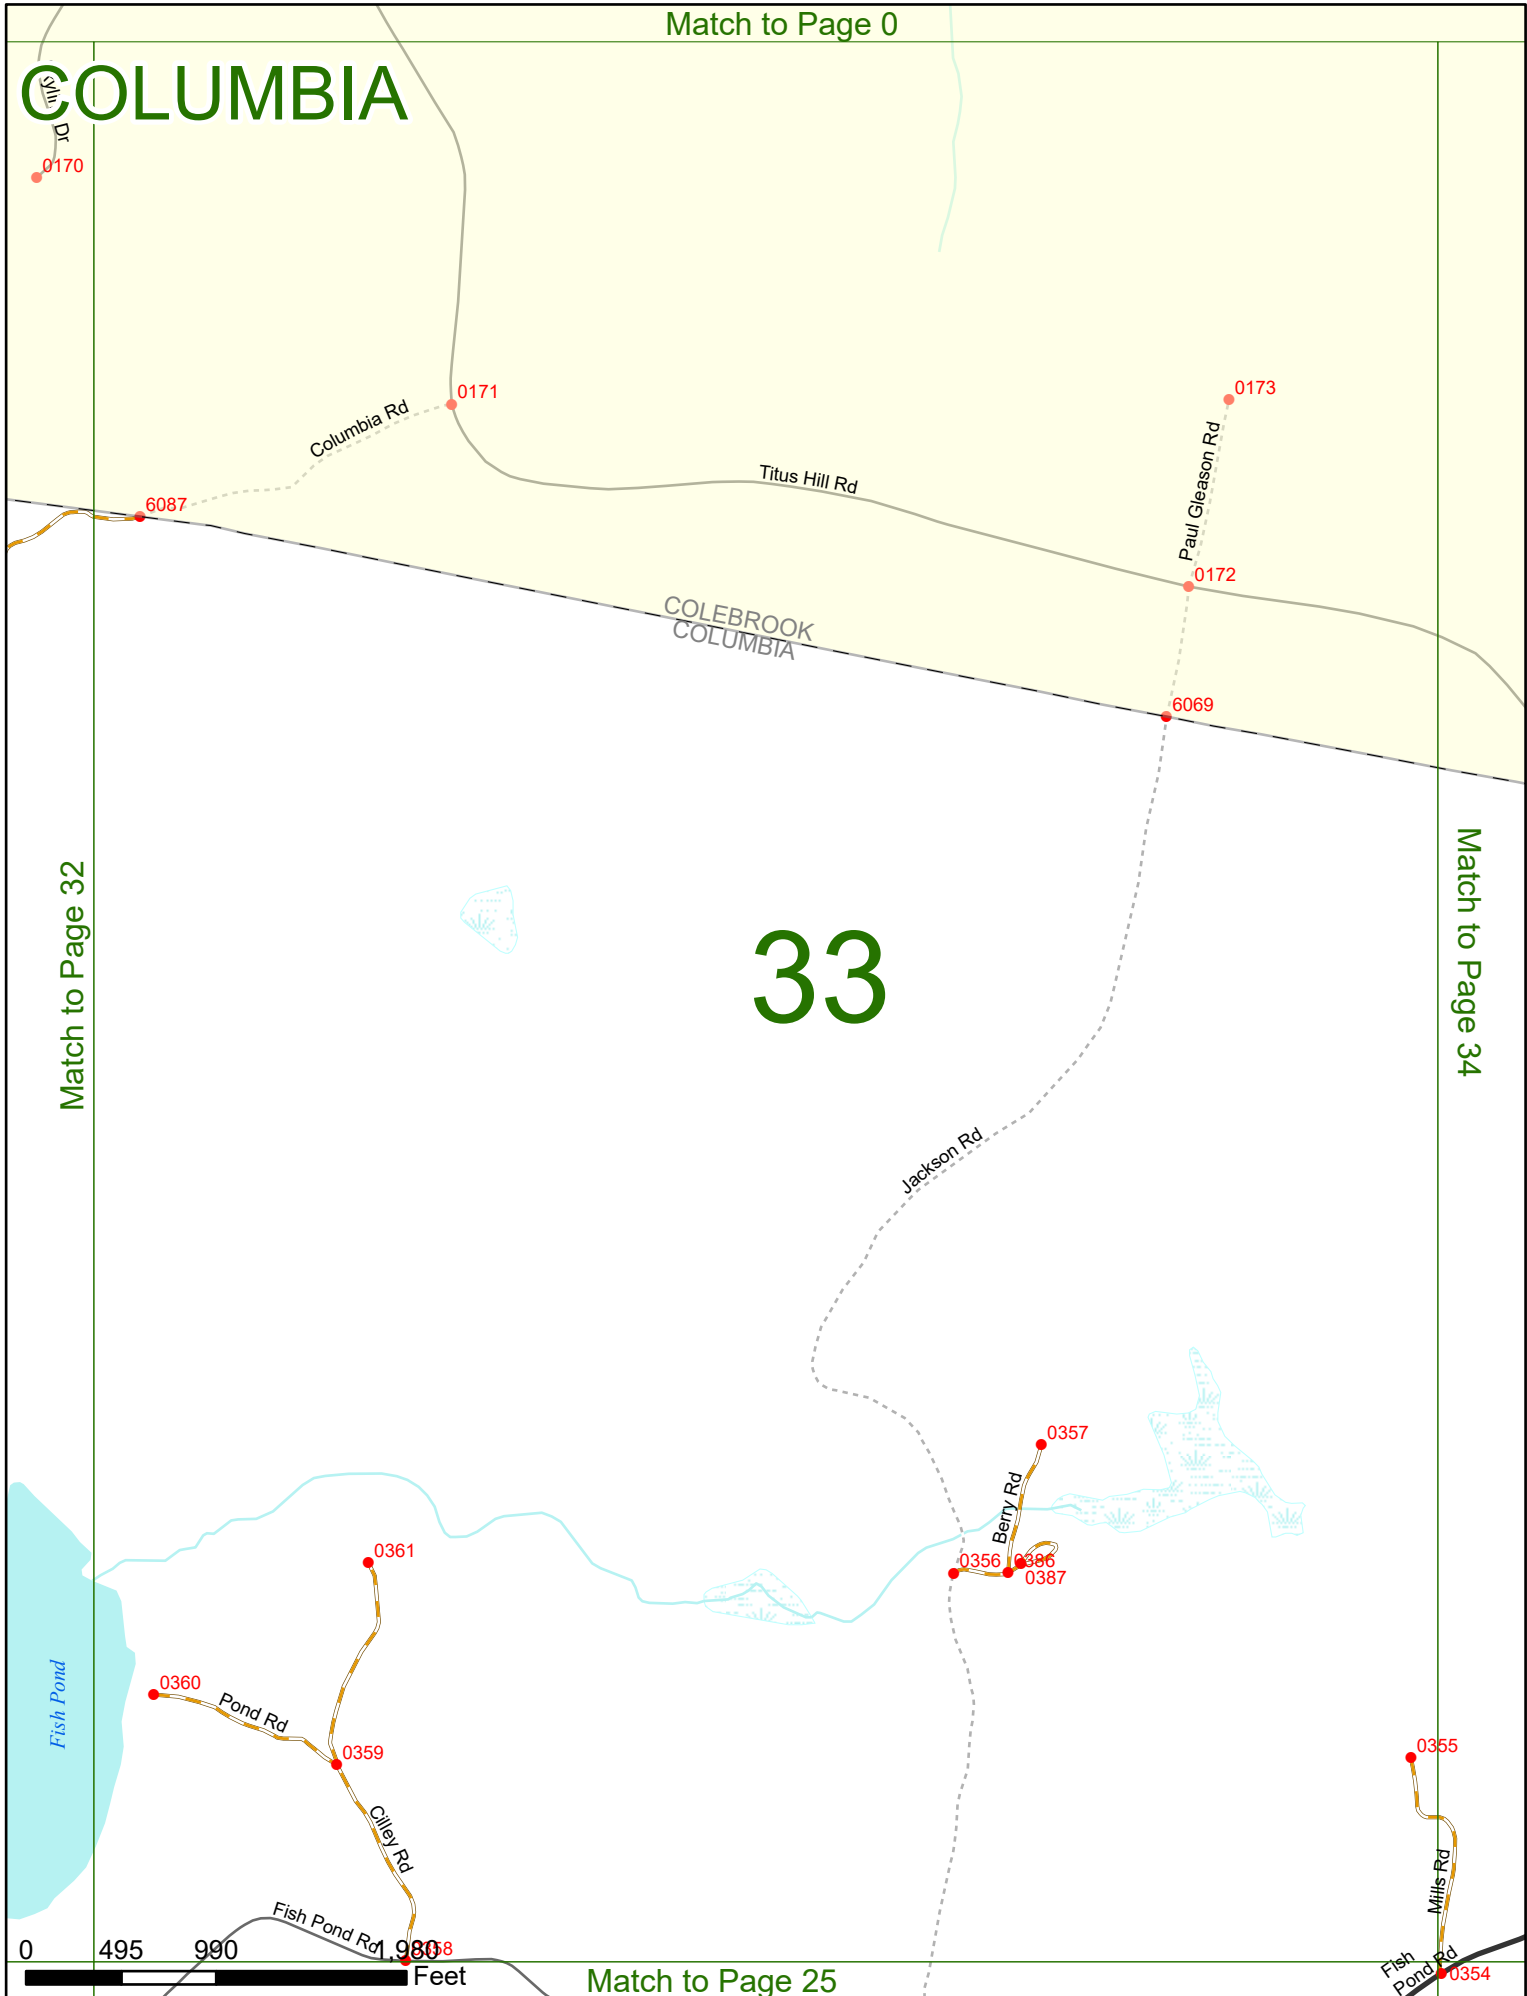 Match to Page 0
COLUMBIA
Dr
0170
0171
0173
Columbia Rd
Titus Hill Rd
Paul Gleason Rd
6087
0172
COLEBROOK
COLUMBIA
6069
Match to Page 32
33
Match to Page 34
Jackson Rd
0357
Berry Rd
0361
0356
0386
0387
Fish Pond
0360
Pond Rd
0359
0355
Cilley Rd
Mills Rd
Fish Pond Rd
0358
0 495 990 1,980
Feet
Match to Page 25
Fish
Pond Rd
0354